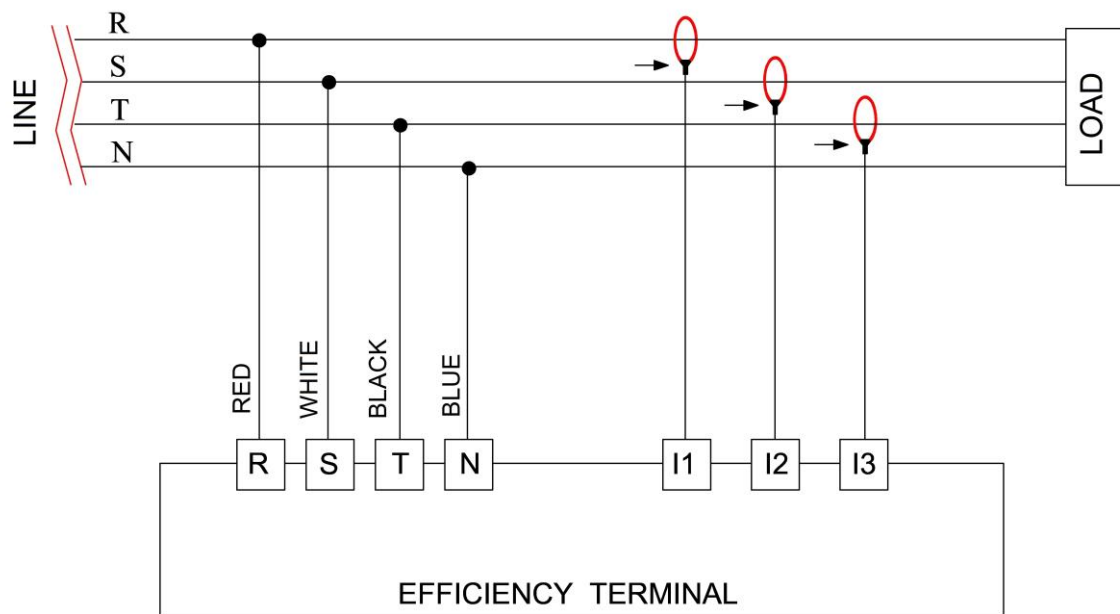 R
S
T
N
LINE
LOAD
RED
WHITE
BLACK
BLUE
R S T N I1 I2 I3
EFFICIENCY TERMINAL